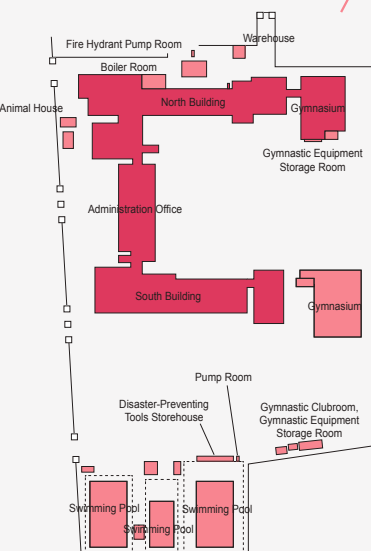 Fire Hydrant Pump Room
Warehouse
Boiler Room
North Building
Animal House
Gymnasium
Gymnastic Equipment
Storage Room
Administration Office
South Building
Gymnasium
Pump Room
Disaster-Preventing
Tools Storehouse
Gymnastic Clubroom,
Gymnastic Equipment
Storage Room
Swimming Pool
Swimming Pool
Swimming Pool